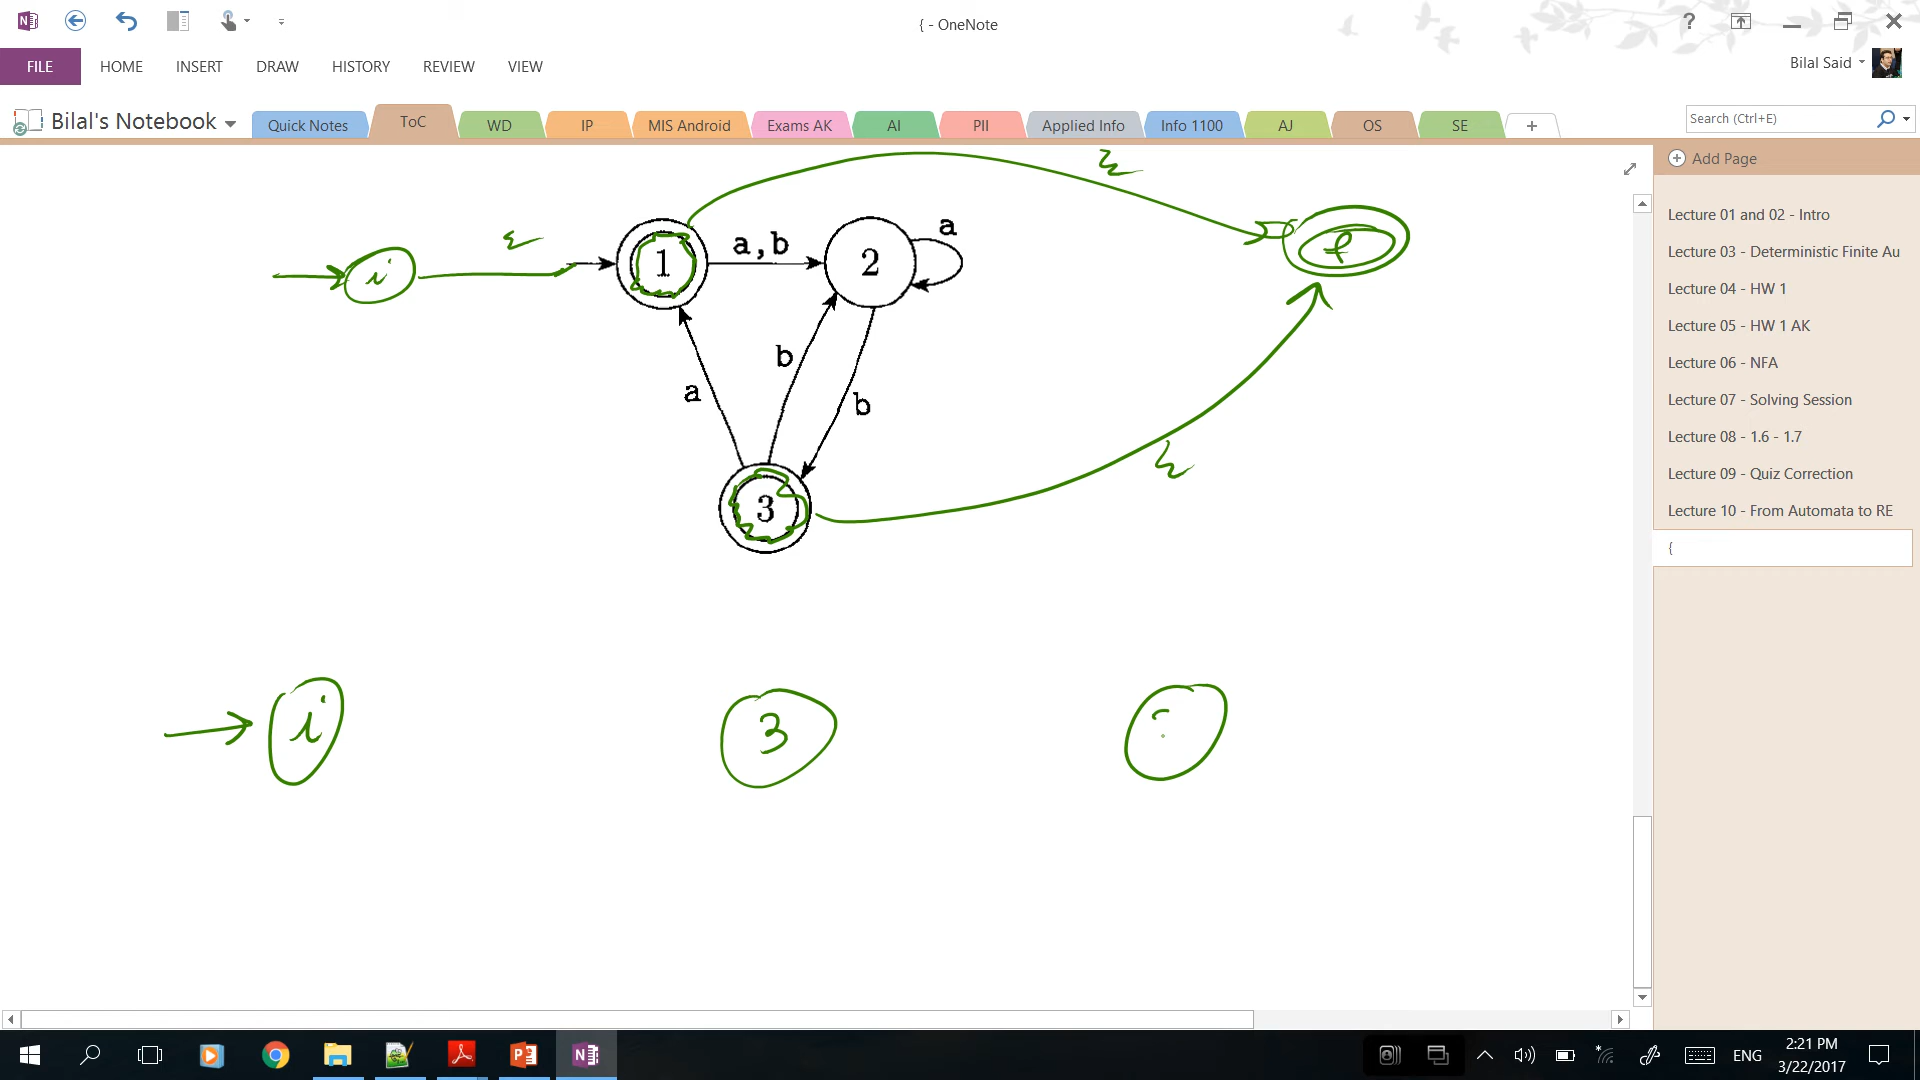 { - OneNote
?
FILE
HOME
INSERT
DRAW
HISTORY
REVIEW
VIEW
Bilal Said
Bilal's Notebook
Quick Notes
ToC
WD
IP
MIS Android
Exams AK
AI
PII
Applied Info
Info 1100
AJ
OS
SE
+
Search (Ctrl+E)
Add Page
Lecture 01 and 02 - Intro
Lecture 03 - Deterministic Finite Au
Lecture 04 - HW 1
Lecture 05 - HW 1 AK
Lecture 06 - NFA
Lecture 07 - Solving Session
Lecture 08 - 1.6 - 1.7
Lecture 09 - Quiz Correction
Lecture 10 - From Automata to RE
{
ε
a
ε
i
1
a,b
2
f
b
a
b
ε
3
i
3
ENG
2:21 PM
3/22/2017